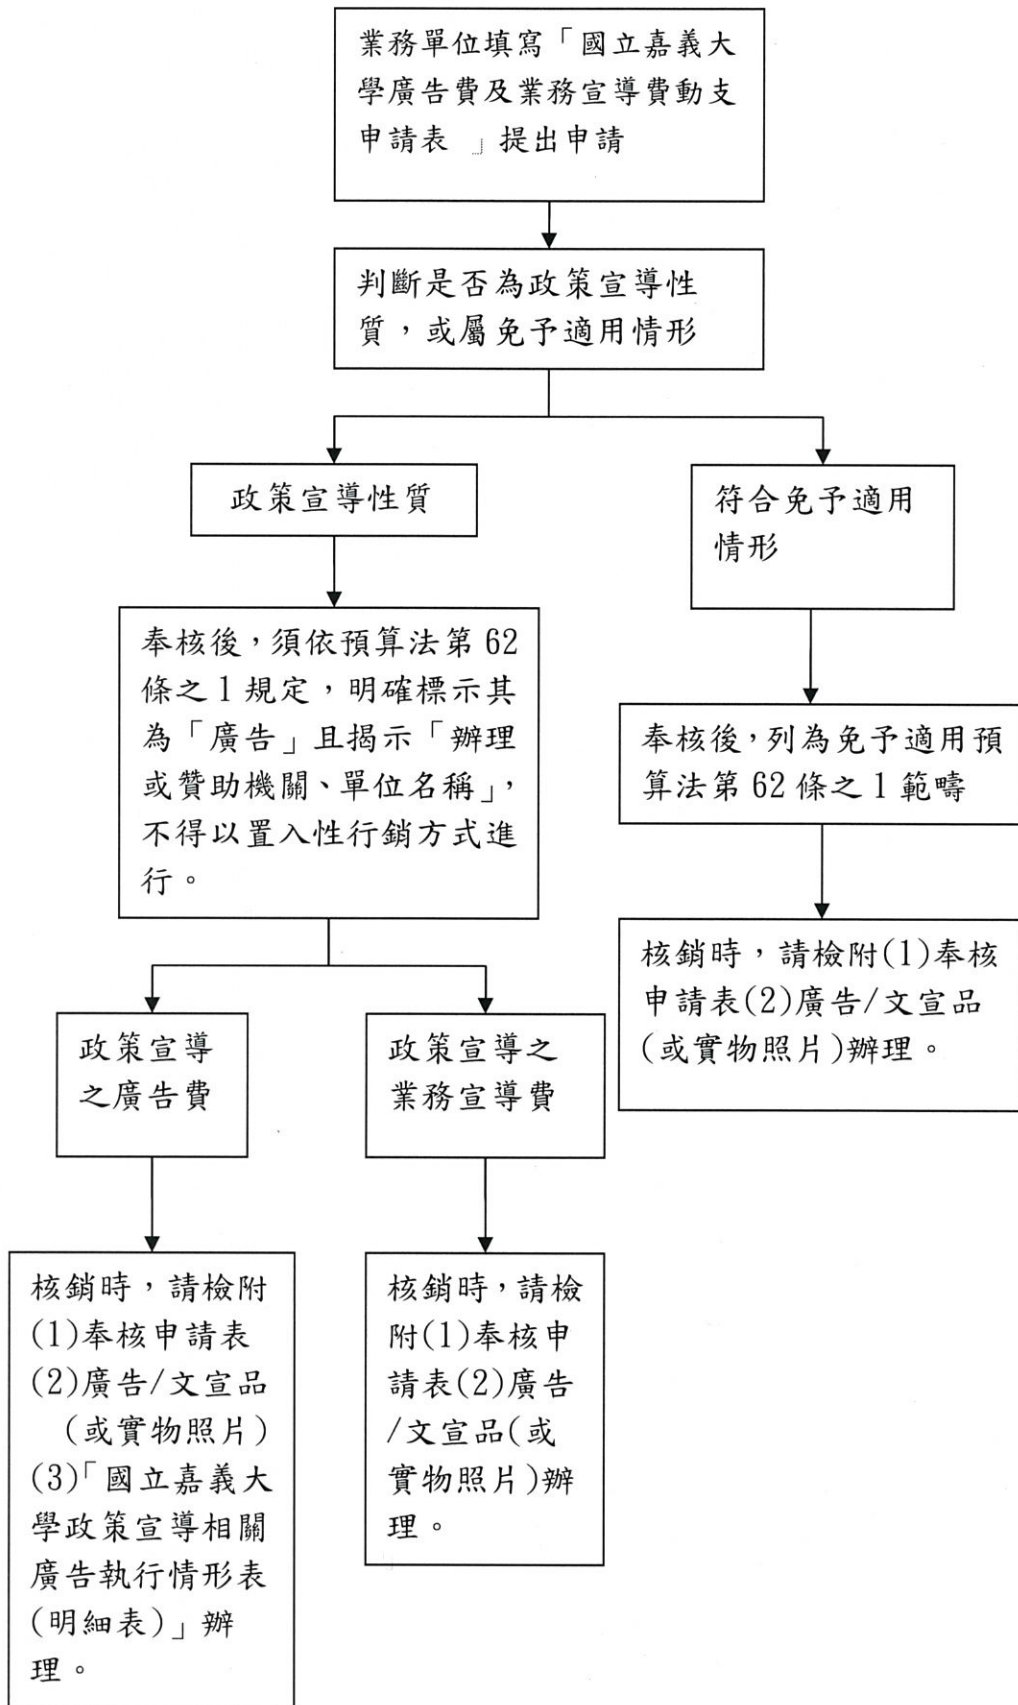 業務單位填寫「國立嘉義大
學廣告費及業務宣導費動支
申請表 」提出申請
判斷是否為政策宣導性
質，或屬免予適用情形
政策宣導性質
符合免予適用
情形
奉核後，須依預算法第 62
條之 1 規定，明確標示其
為「廣告」且揭示「辦理
或贊助機關、單位名稱」，
不得以置入性行銷方式進
行。
奉核後，列為免予適用預
算法第 62 條之 1 範疇
核銷時，請檢附(1)奉核
申請表(2)廣告/文宣品
(或實物照片)辦理。
政策宣導
之廣告費
政策宣導之
業務宣導費
核銷時，請檢附
(1)奉核申請表
(2)廣告/文宣品
(或實物照片)
(3)「國立嘉義大
學政策宣導相關
廣告執行情形表
(明細表)」辦
理。
核銷時，請檢
附(1)奉核申
請表(2)廣告
/文宣品(或
實物照片)辦
理。